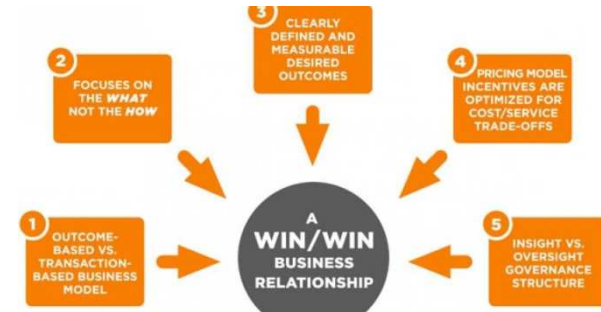 1
OUTCOME-
BASED VS.
TRANSACTION-
BASED BUSINESS
MODEL
2
FOCUSES ON
THE WHAT
NOT THE HOW
3
CLEARLY
DEFINED AND
MEASURABLE
DESIRED
OUTCOMES
4
PRICING MODEL
INCENTIVES ARE
OPTIMIZED FOR
COST/SERVICE
TRADE-OFFS
5
INSIGHT VS.
OVERSIGHT
GOVERNANCE
STRUCTURE
A
WIN/WIN
BUSINESS
RELATIONSHIP